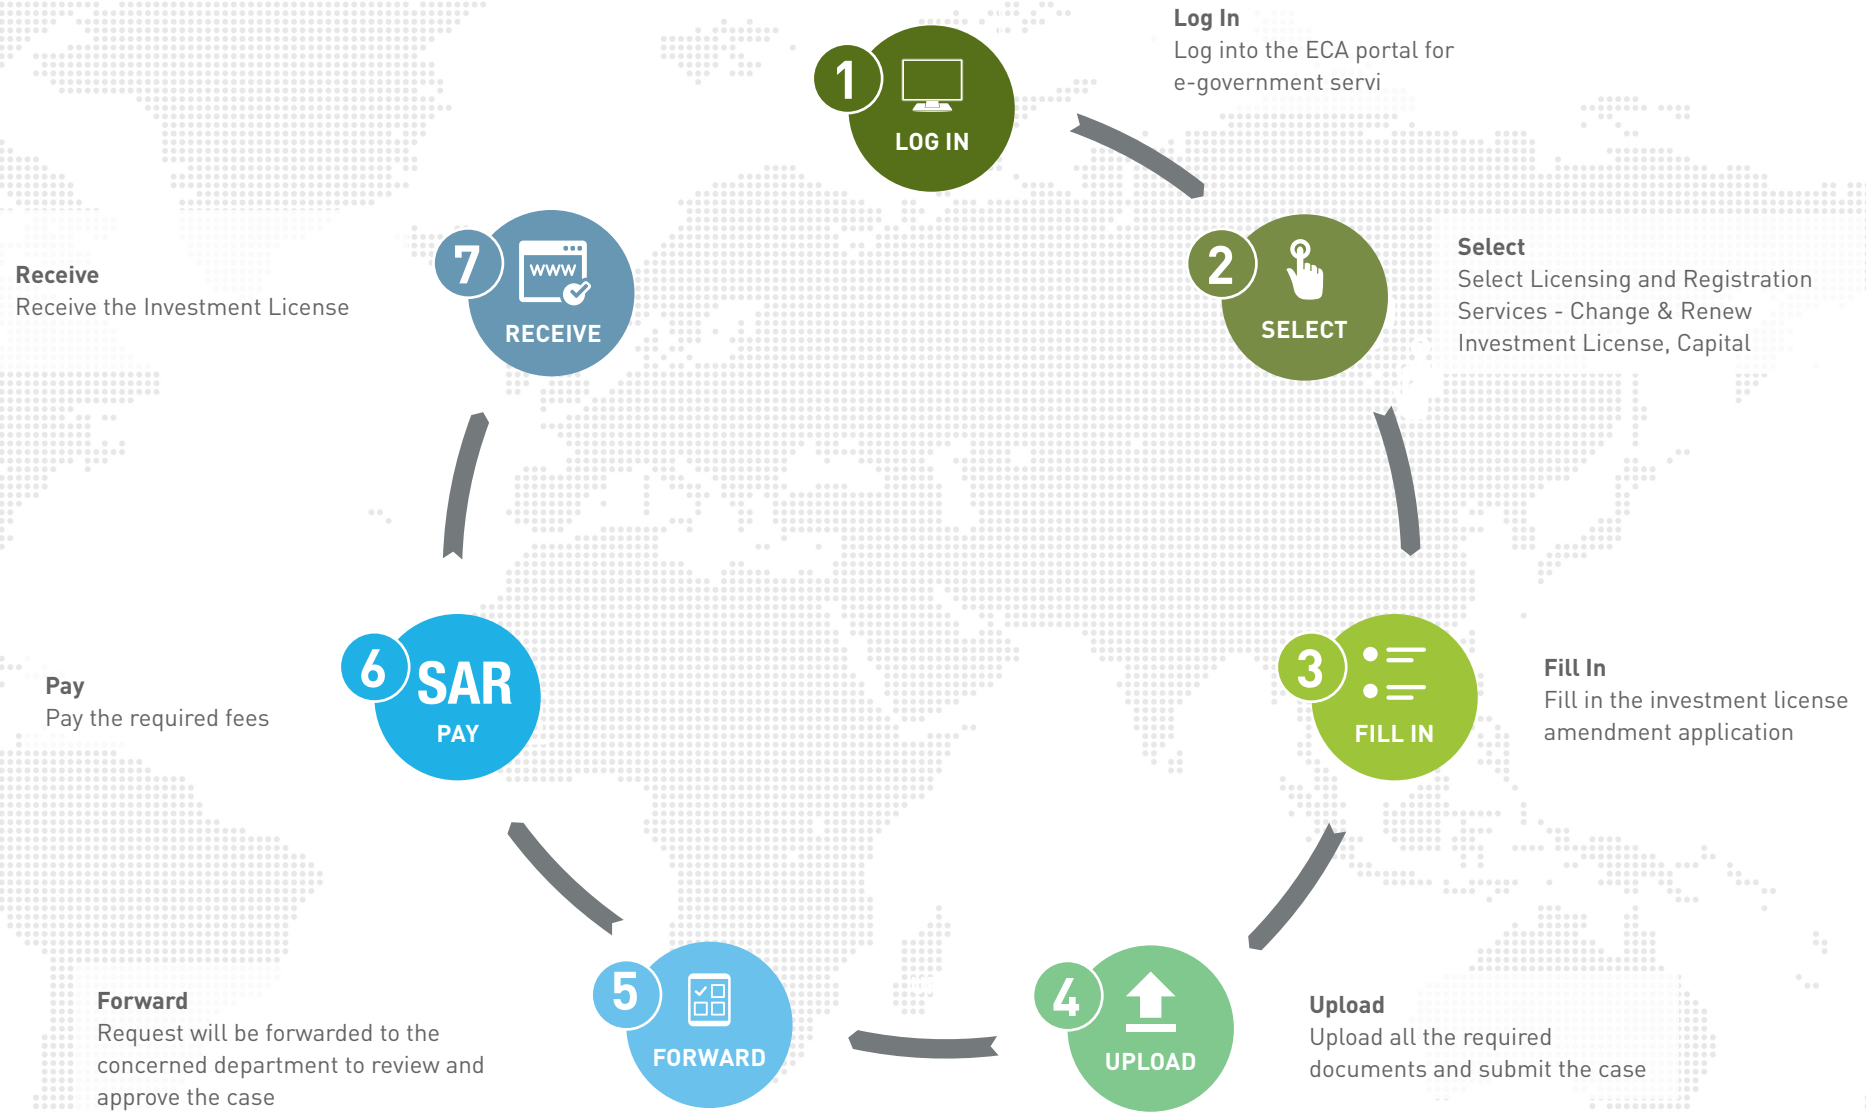 1
LOG IN
Log In
Log into the ECA portal for
e-government servi
2
SELECT
Select
Select Licensing and Registration
Services - Change & Renew
Investment License, Capital
3
FILL IN
Fill In
Fill in the investment license
amendment application
4
UPLOAD
Upload
Upload all the required
documents and submit the case
5
FORWARD
Forward
Request will be forwarded to the
concerned department to review and
approve the case
6
SAR
PAY
Pay
Pay the required fees
7
WWW
RECEIVE
Receive
Receive the Investment License